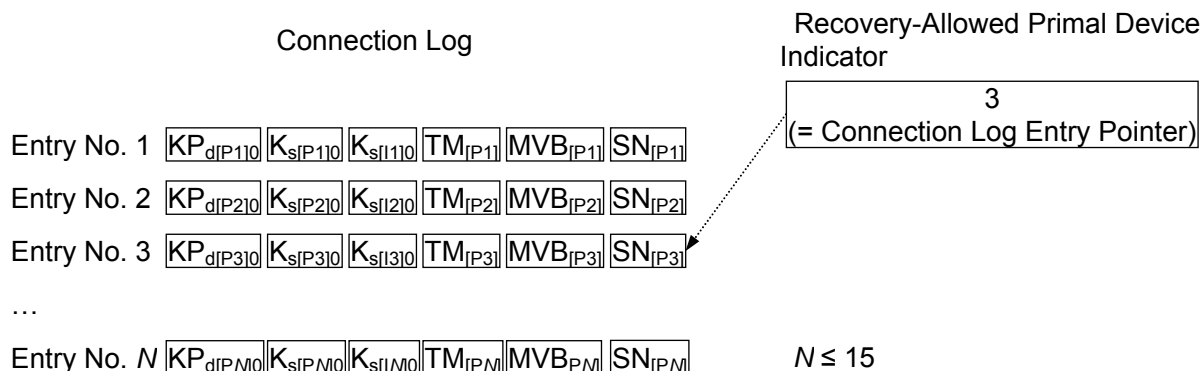 Connection Log
Recovery-Allowed Primal Device
Indicator
3
(= Connection Log Entry Pointer)
Entry No. 1 KPd[P1]0 Ks[P1]0 Ks[I1]0 TM[P1] MVB[P1] SN[P1]
Entry No. 2 KPd[P2]0 Ks[P2]0 Ks[I2]0 TM[P2] MVB[P2] SN[P2]
Entry No. 3 KPd[P3]0 Ks[P3]0 Ks[I3]0 TM[P3] MVB[P3] SN[P3]
…
Entry No. N KPd[PN]0 Ks[PN]0 Ks[IN]0 TM[PN] MVBPN] SN[PN]
N ≤ 15